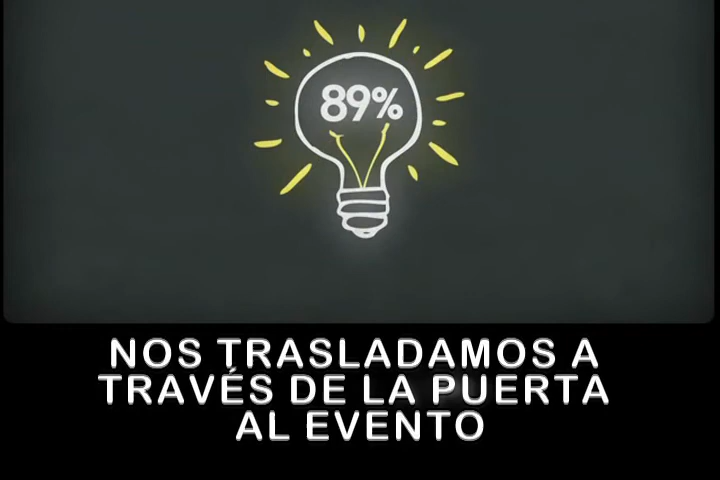 89%
NOS TRASLADAMOS A
TRAVÉS DE LA PUERTA
AL EVENTO